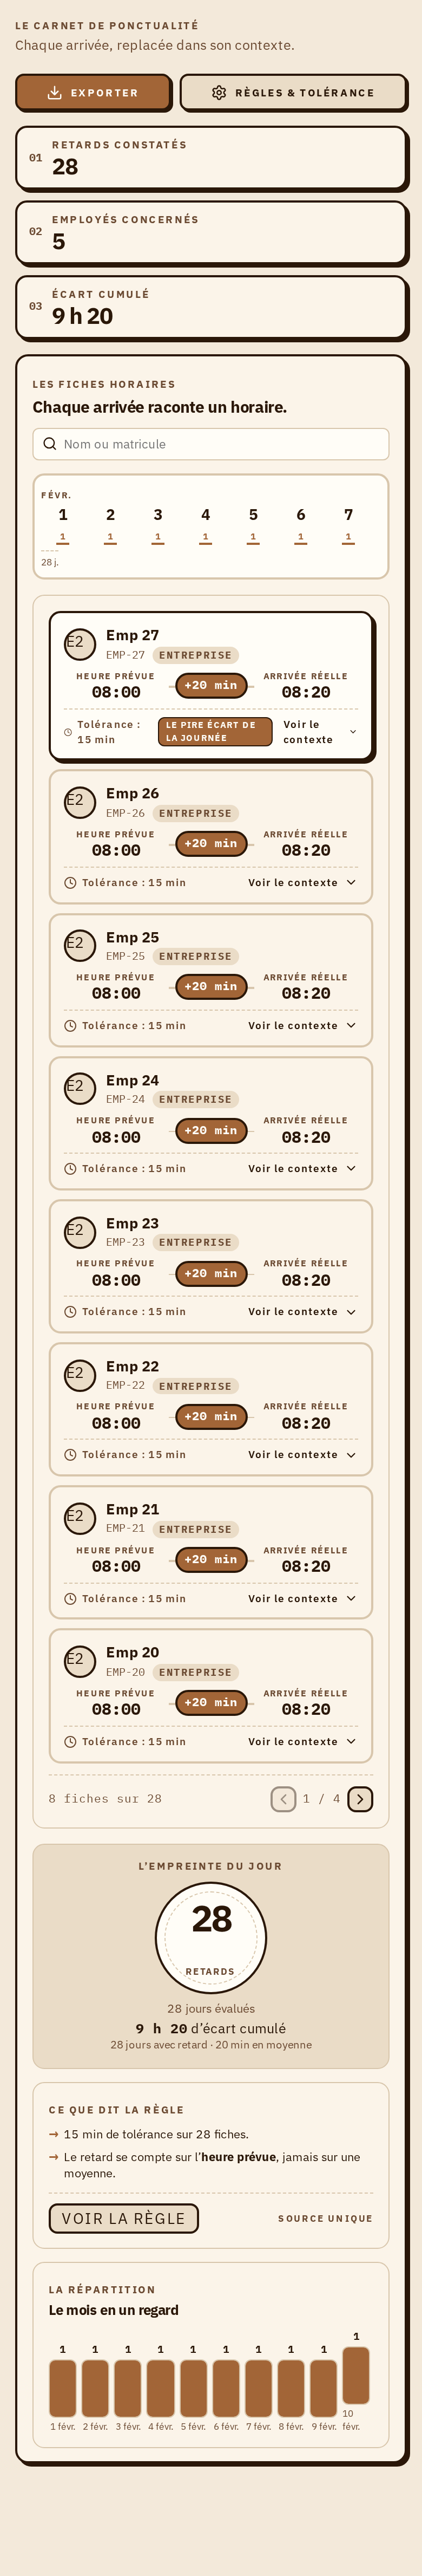 LE CARNET DE PONCTUALITÉ
Chaque arrivée, replacée dans son contexte.
EXPORTER
RÈGLES & TOLÉRANCE
01
RETARDS CONSTATÉS
28
02
EMPLOYÉS CONCERNÉS
5
03
ÉCART CUMULÉ
9 h 20
LES FICHES HORAIRES
Chaque arrivée raconte un horaire.
Nom ou matricule
FÉVR.
1 2 3 4 5 6 7
1 1 1 1 1 1 1
28 j.
E2
Emp 27
EMP-27 ENTREPRISE
HEURE PRÉVUE
08:00
+20 min
ARRIVÉE RÉELLE
08:20
Tolérance :
15 min
LE PIRE ÉCART DE
LA JOURNÉE
Voir le
contexte
E2
Emp 26
EMP-26 ENTREPRISE
HEURE PRÉVUE
08:00
+20 min
ARRIVÉE RÉELLE
08:20
Tolérance : 15 min
Voir le contexte
E2
Emp 25
EMP-25 ENTREPRISE
HEURE PRÉVUE
08:00
+20 min
ARRIVÉE RÉELLE
08:20
Tolérance : 15 min
Voir le contexte
E2
Emp 24
EMP-24 ENTREPRISE
HEURE PRÉVUE
08:00
+20 min
ARRIVÉE RÉELLE
08:20
Tolérance : 15 min
Voir le contexte
E2
Emp 23
EMP-23 ENTREPRISE
HEURE PRÉVUE
08:00
+20 min
ARRIVÉE RÉELLE
08:20
Tolérance : 15 min
Voir le contexte
E2
Emp 22
EMP-22 ENTREPRISE
HEURE PRÉVUE
08:00
+20 min
ARRIVÉE RÉELLE
08:20
Tolérance : 15 min
Voir le contexte
E2
Emp 21
EMP-21 ENTREPRISE
HEURE PRÉVUE
08:00
+20 min
ARRIVÉE RÉELLE
08:20
Tolérance : 15 min
Voir le contexte
E2
Emp 20
EMP-20 ENTREPRISE
HEURE PRÉVUE
08:00
+20 min
ARRIVÉE RÉELLE
08:20
Tolérance : 15 min
Voir le contexte
8 fiches sur 28
1 / 4
L'EMPREINTE DU JOUR
28
RETARDS
28 jours évalués
9 h 20 d'écart cumulé
28 jours avec retard · 20 min en moyenne
CE QUE DIT LA RÈGLE
→ 15 min de tolérance sur 28 fiches.
→ Le retard se compte sur l'heure prévue, jamais sur une
moyenne.
VOIR LA RÈGLE
SOURCE UNIQUE
LA RÉPARTITION
Le mois en un regard
1 1 1 1 1 1 1 1 1 1
1 févr. 2 févr. 3 févr. 4 févr. 5 févr. 6 févr. 7 févr. 8 févr. 9 févr. 10
févr.